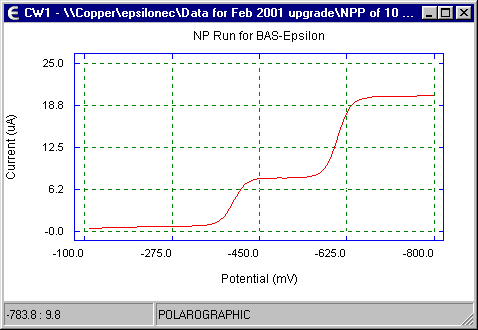 CW1 - \\Copper\epsilonec\Data for Feb 2001 upgrade\NPP of 10 ...
NP Run for BAS-Epsilon
25.0
18.8
12.5
6.2
-0.0
Current (uA)
-100.0 -275.0 -450.0 -625.0 -800.0
Potential (mV)
-783.8 : 9.8 POLAROGRAPHIC